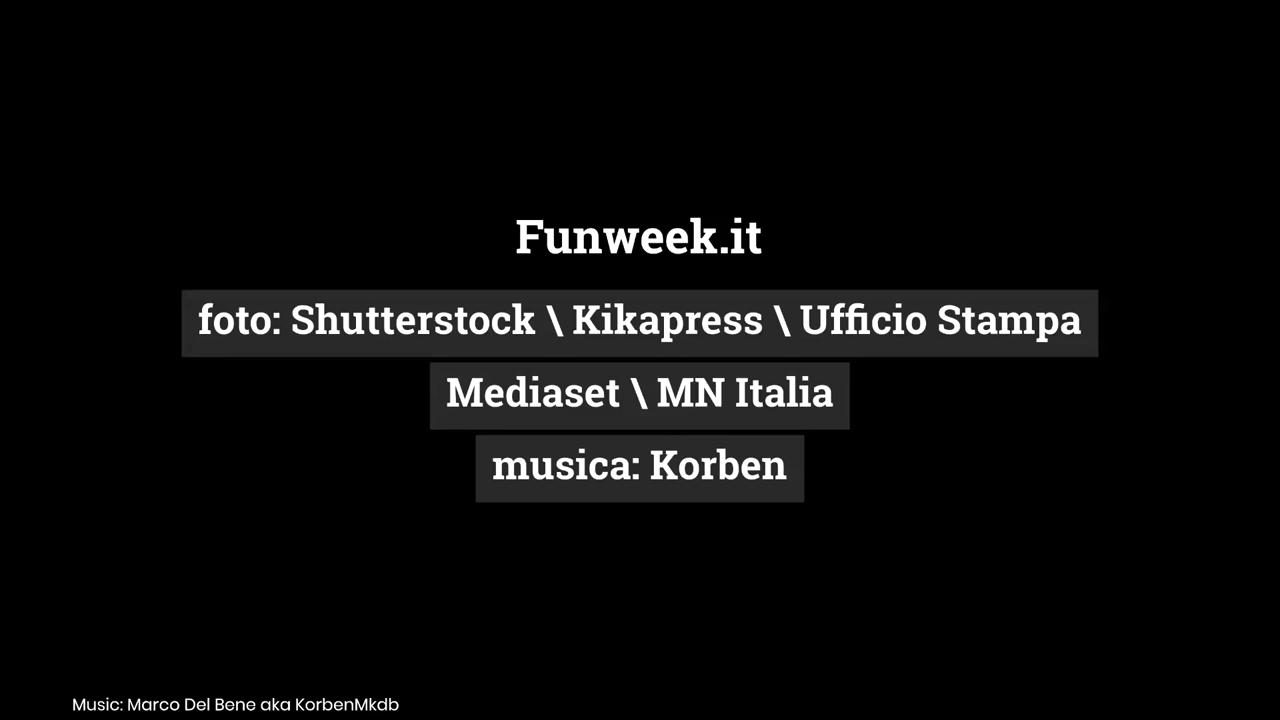 Funweek.it
foto: Shutterstock \ Kikapress \ Ufficio Stampa
Mediaset \ MN Italia
musica: Korben
Music: Marco Del Bene aka KorbenMkdb